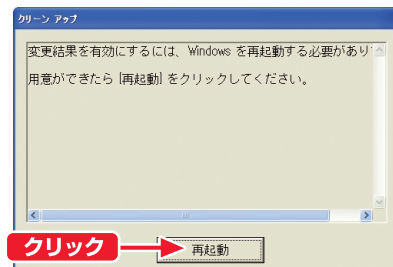 クリーン アップ
変更結果を有効にするには、Windows を再起動する必要があり
用意ができたら [再起動] をクリックしてください。
クリック
再起動